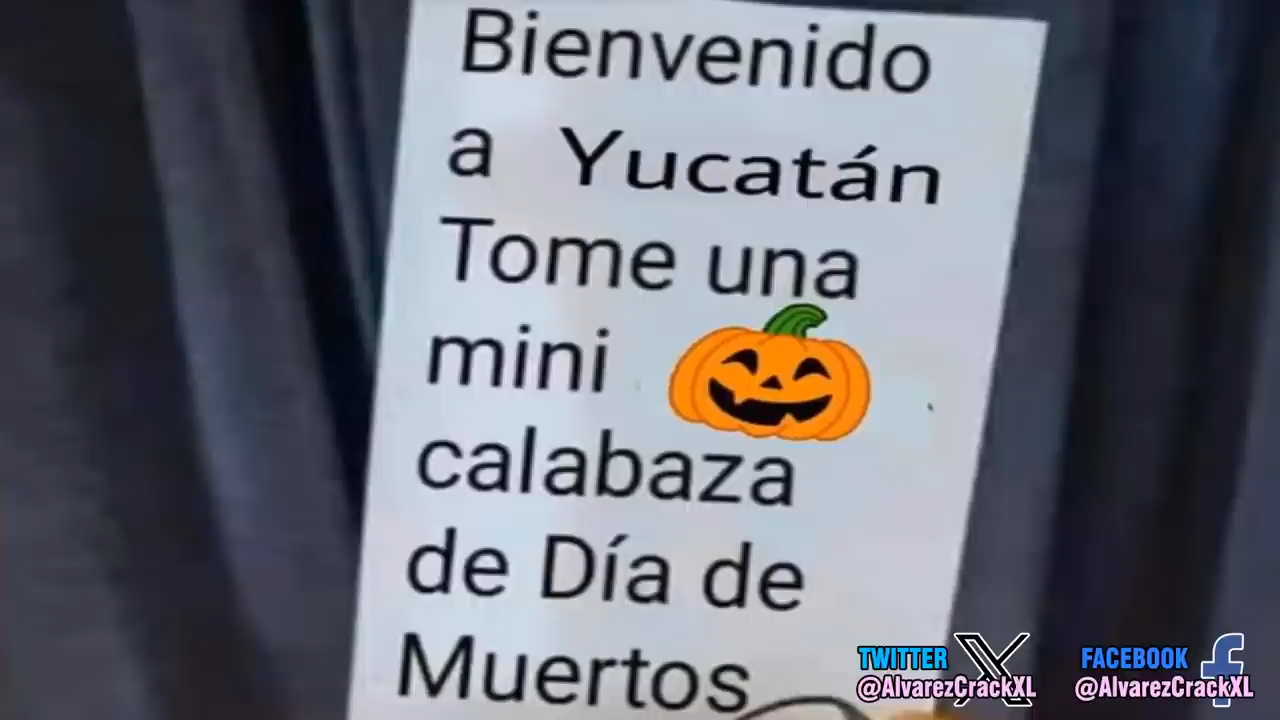 Bienvenido
a Yucatán
Tome una
mini
calabaza
de Día de
Muertos
TWITTER
@AlvarezCrackXL
FACEBOOK
@AlvarezCrackXL